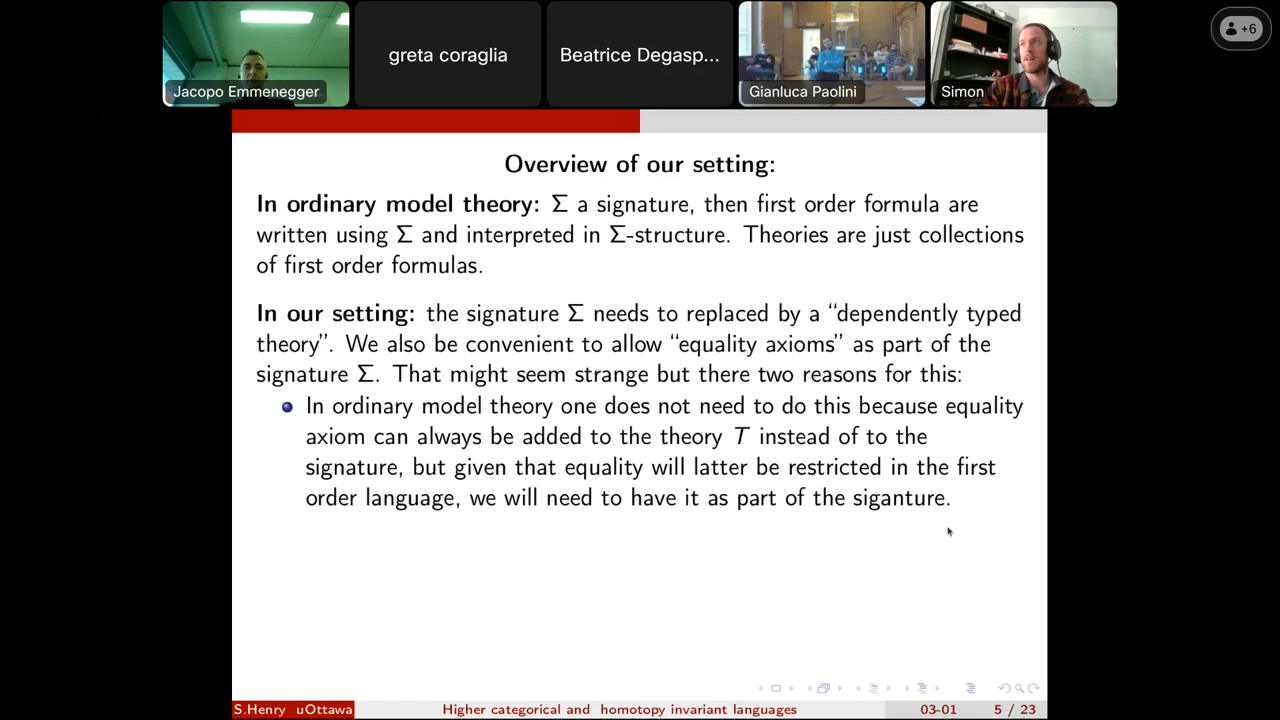 +6
Jacopo Emmenegger
greta coraglia
Beatrice Degasp...
Gianluca Paolini
Simon
Overview of our setting:
In ordinary model theory: Σ a signature, then first order formula are
written using Σ and interpreted in Σ-structure. Theories are just collections
of first order formulas.
In our setting: the signature Σ needs to replaced by a “dependently typed
theory”. We also be convenient to allow “equality axioms” as part of the
signature Σ. That might seem strange but there two reasons for this:
In ordinary model theory one does not need to do this because equality
axiom can always be added to the theory T instead of to the
signature, but given that equality will latter be restricted in the first
order language, we will need to have it as part of the siganture.
S.Henry uOttawa
Higher categorical and homotopy invariant languages
03-01
5 / 23